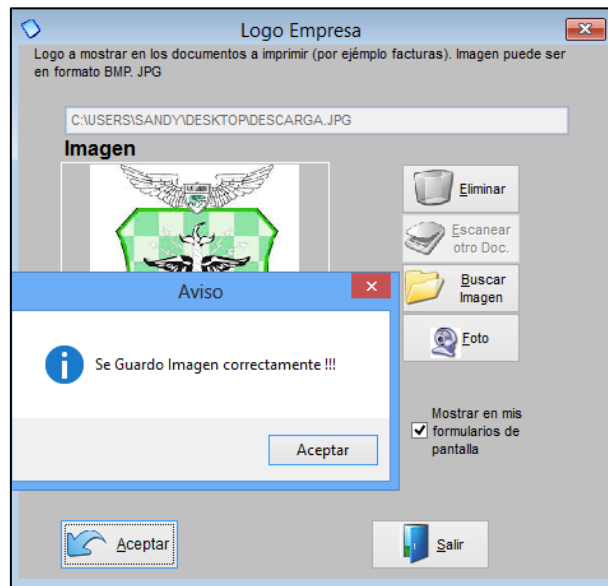 Logo Empresa
Logo a mostrar en los documentos a imprimir (por ejémplo facturas). Imagen puede ser
en formato BMP. JPG
C:\USERS\SANDY\DESKTOP\DESCARGA.JPG
Imagen
Eliminar
Escanear
otro Doc.
Buscar
Imagen
Foto
Aviso
Se Guardo Imagen correctamente !!!
Aceptar
Mostrar en mis
formularios de
pantalla
Aceptar
Salir